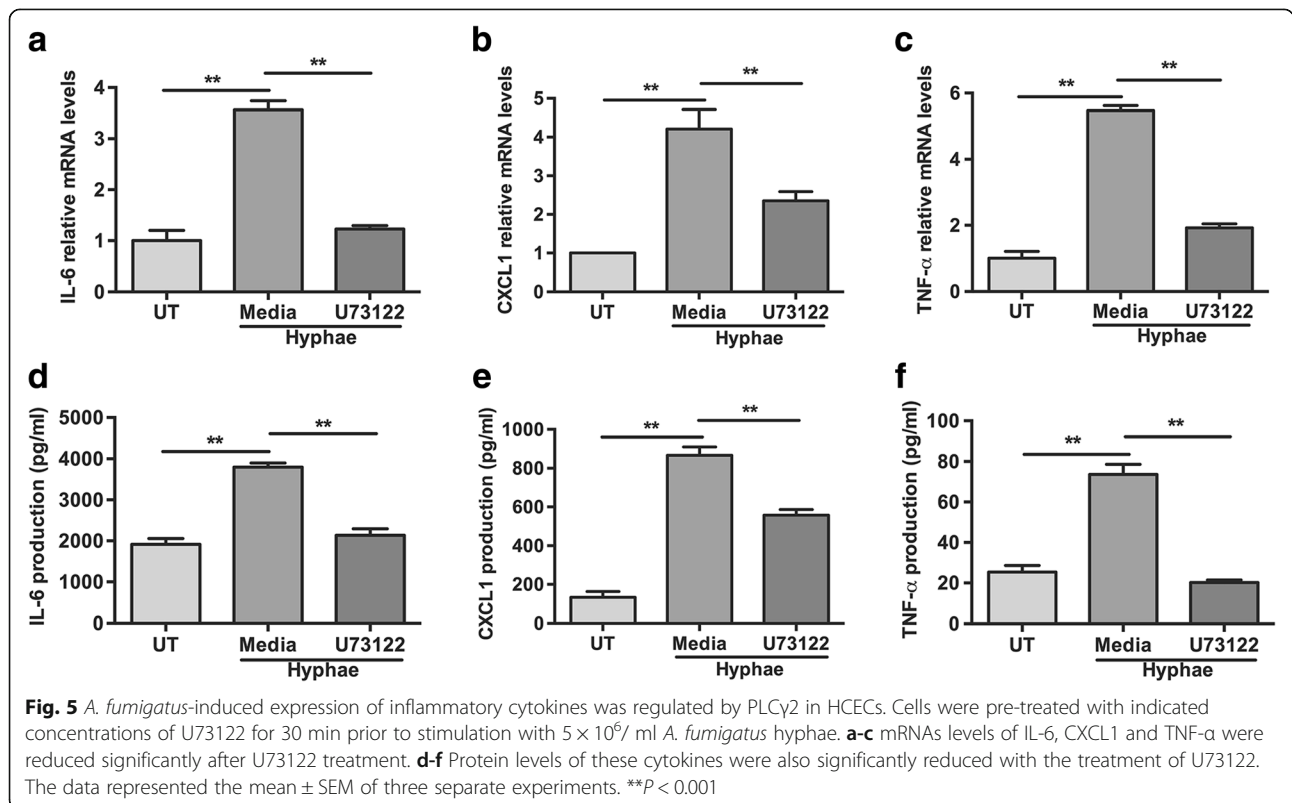 a
IL-6 relative mRNA levels
4
3
2
1
0
**
**
UT
Media
U73122
Hyphae
b
CXCL1 relative mRNA levels
5
4
3
2
1
0
**
**
UT
Media
U73122
Hyphae
c
TNF-α relative mRNA levels
6
4
2
0
**
**
UT
Media
U73122
Hyphae
d
IL-6 production (pg/ml)
5000
4000
3000
2000
1000
0
**
**
UT
Media
U73122
Hyphae
e
CXCL1 production (pg/ml)
1000
800
600
400
200
0
**
**
UT
Media
U73122
Hyphae
f
TNF-α production (pg/ml)
100
80
60
40
20
0
**
**
UT
Media
U73122
Hyphae
Fig. 5 A. fumigatus-induced expression of inflammatory cytokines was regulated by PLCγ2 in HCECs. Cells were pre-treated with indicated
concentrations of U73122 for 30 min prior to stimulation with 5 × 10⁶/ ml A. fumigatus hyphae. a-c mRNAs levels of IL-6, CXCL1 and TNF-α were
reduced significantly after U73122 treatment. d-f Protein levels of these cytokines were also significantly reduced with the treatment of U73122.
The data represented the mean ± SEM of three separate experiments. **P < 0.001